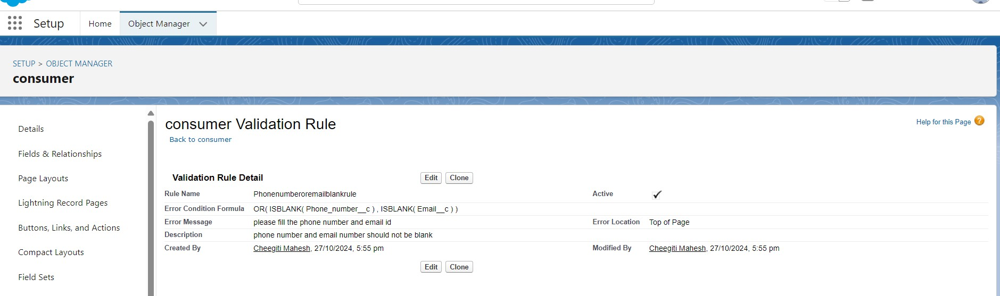 Setup Home Object Manager
SETUP > OBJECT MANAGER
consumer
Details
Fields & Relationships
Page Layouts
Lightning Record Pages
Buttons, Links, and Actions
Compact Layouts
Field Sets
consumer Validation Rule
Help for this Page ?
Back to consumer
Validation Rule Detail Edit Clone
Rule Name Phonenumberoremailblankrule Active
Error Condition Formula OR( ISBLANK( Phone_number__c ) , ISBLANK( Email__c ) )
Error Message please fill the phone number and email id Error Location Top of Page
Description phone number and email number should not be blank
Created By Cheegiti Mahesh, 27/10/2024, 5:55 pm Modified By Cheegiti Mahesh, 27/10/2024, 5:55 pm
Edit Clone